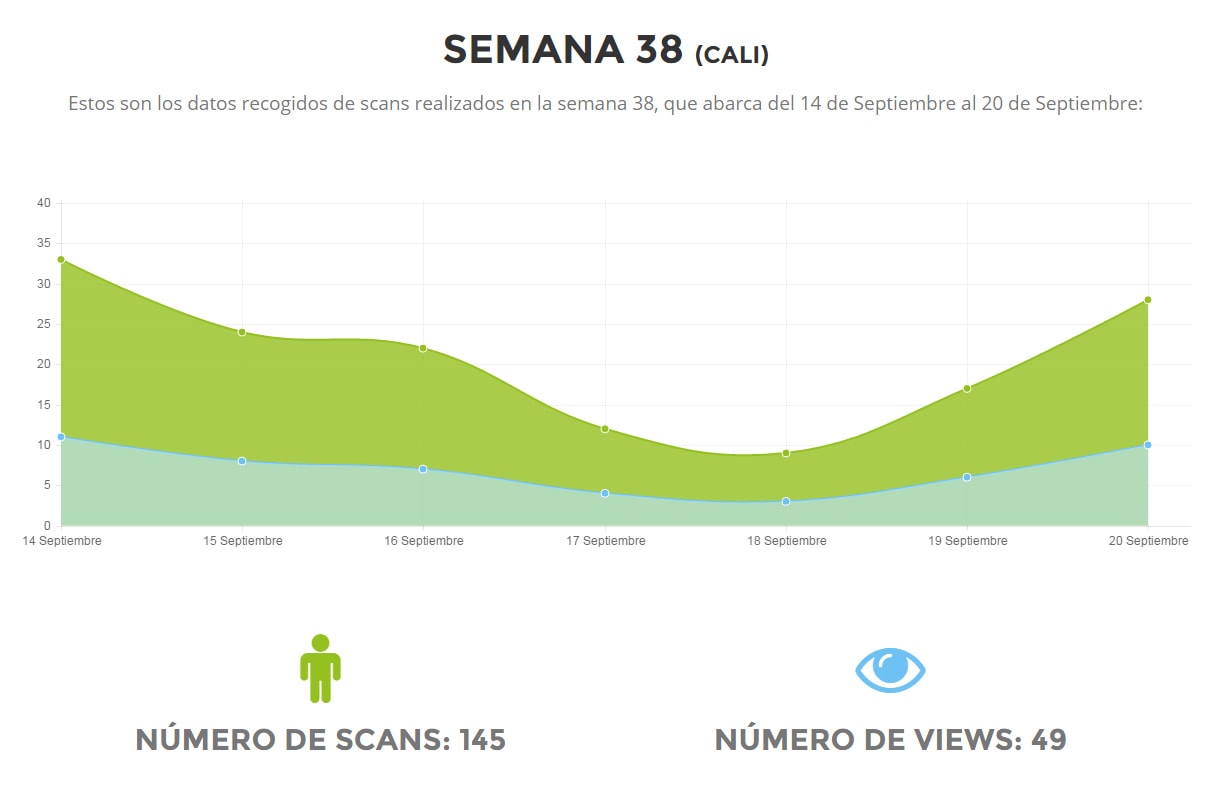 SEMANA 38 (CALI)
Estos son los datos recogidos de scans realizados en la semana 38, que abarca del 14 de Septiembre al 20 de Septiembre:
40
35
30
25
20
15
10
5
0
14 Septiembre 15 Septiembre 16 Septiembre 17 Septiembre 18 Septiembre 19 Septiembre 20 Septiembre
NÚMERO DE SCANS: 145 NÚMERO DE VIEWS: 49